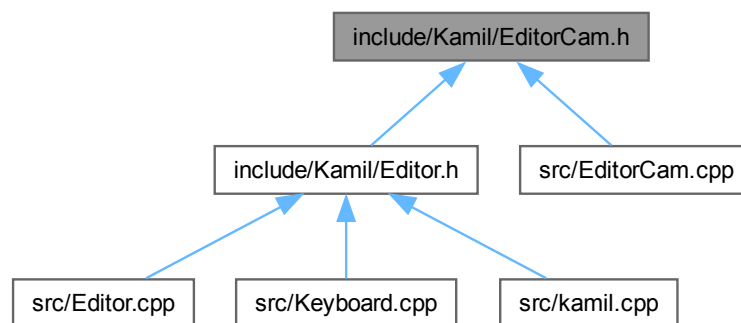 include/Kamil/EditorCam.h
include/Kamil/Editor.h
src/EditorCam.cpp
src/Editor.cpp
src/Keyboard.cpp
src/kamil.cpp